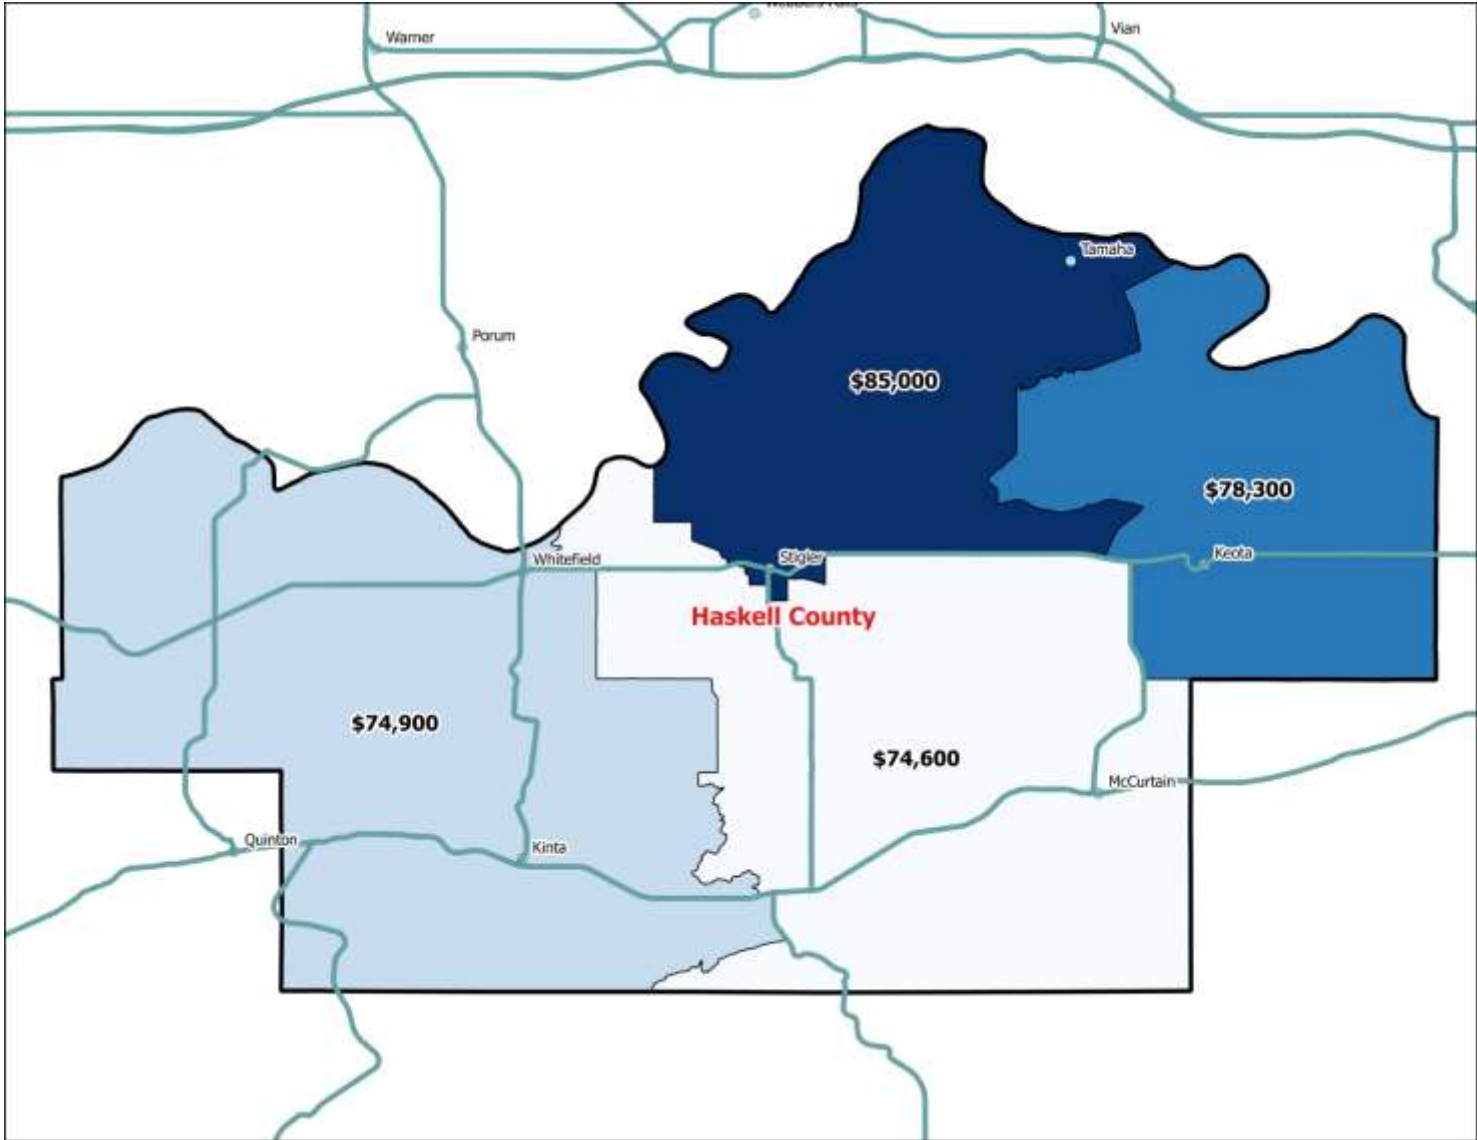 Warner
Vian
Tamaha
Porum
$85,000
$78,300
Whitefield
Stigler
Keota
Haskell County
$74,900
$74,600
McCurtain
Quinton
Kinta